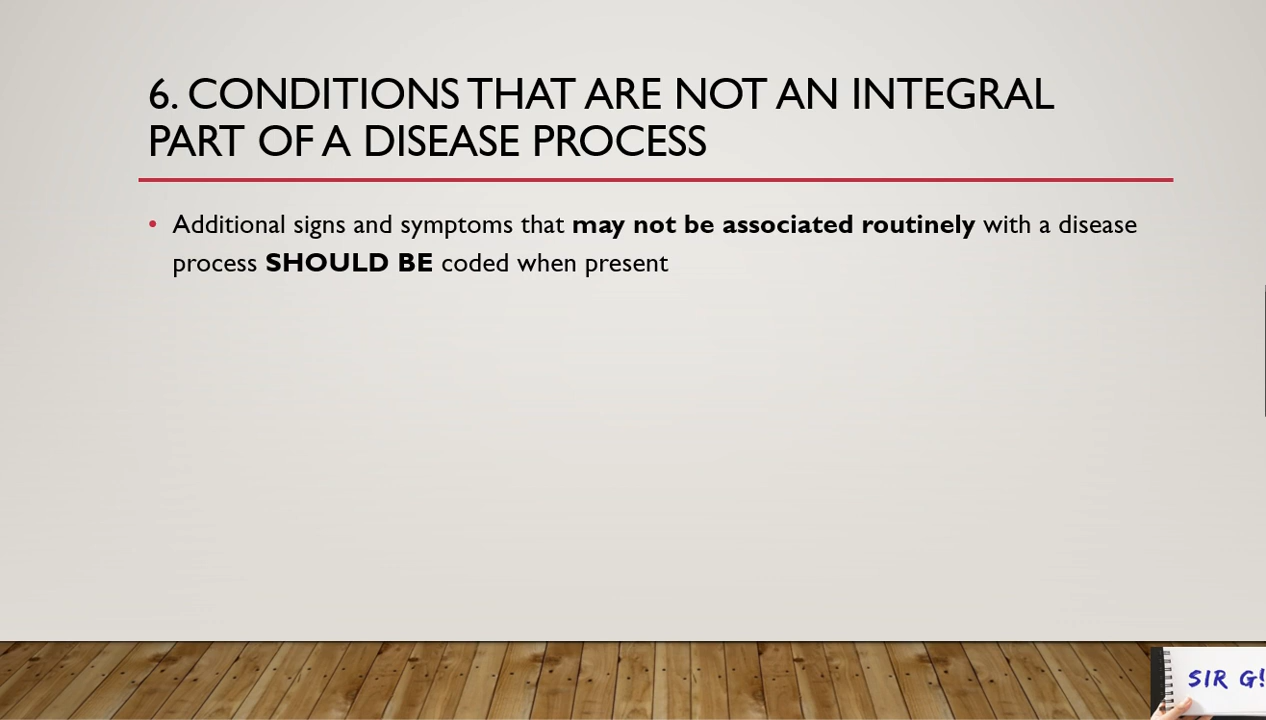 6. CONDITIONS THAT ARE NOT AN INTEGRAL
PART OF A DISEASE PROCESS
• Additional signs and symptoms that may not be associated routinely with a disease
process SHOULD BE coded when present
SIR G!